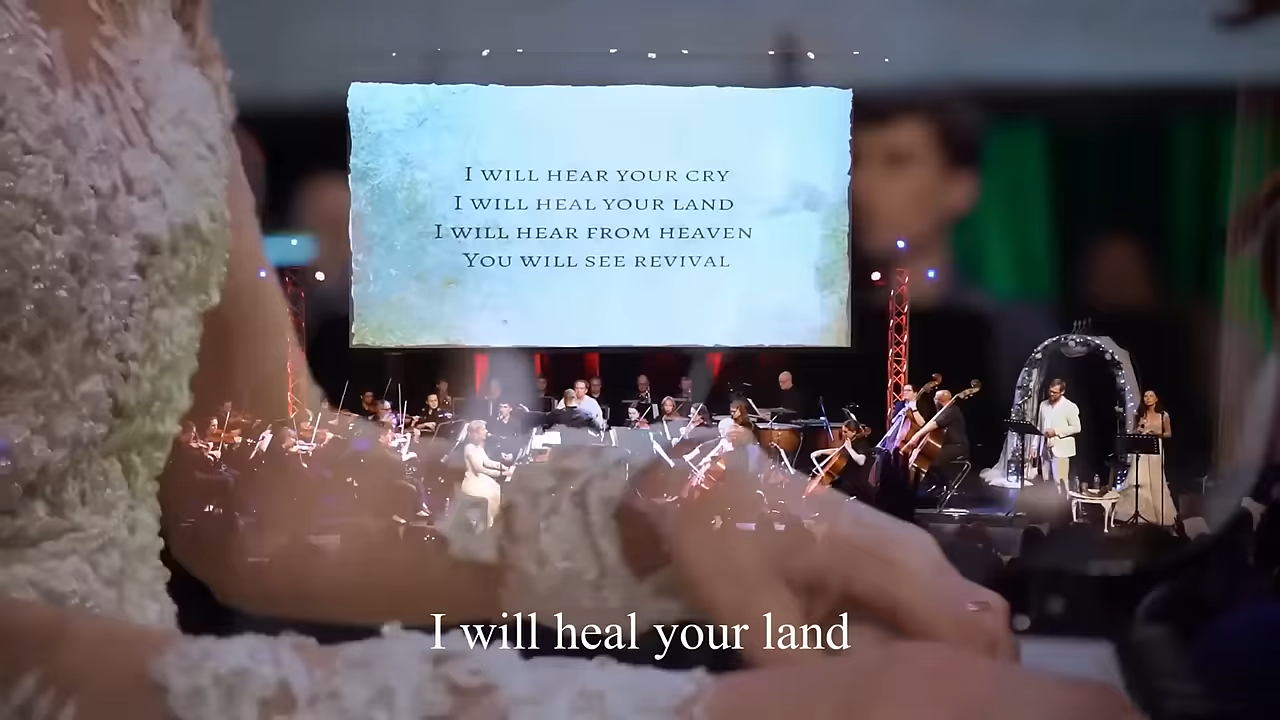 I WILL HEAR YOUR CRY
I WILL HEAL YOUR LAND
I WILL HEAR FROM HEAVEN
YOU WILL SEE REVIVAL
I will heal your land